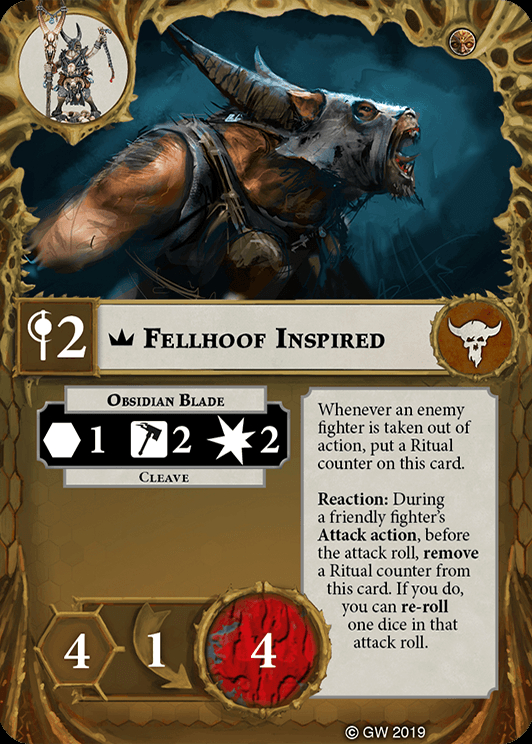 2
Fellhoof Inspired
Obsidian Blade
1 2 2
Cleave
Whenever an enemy
fighter is taken out of
action, put a Ritual
counter on this card.
Reaction: During
a friendly fighter's
Attack action, before
the attack roll, remove
a Ritual counter from
this card. If you do,
you can re-roll
one dice in that
attack roll.
4 1 4
© GW 2019